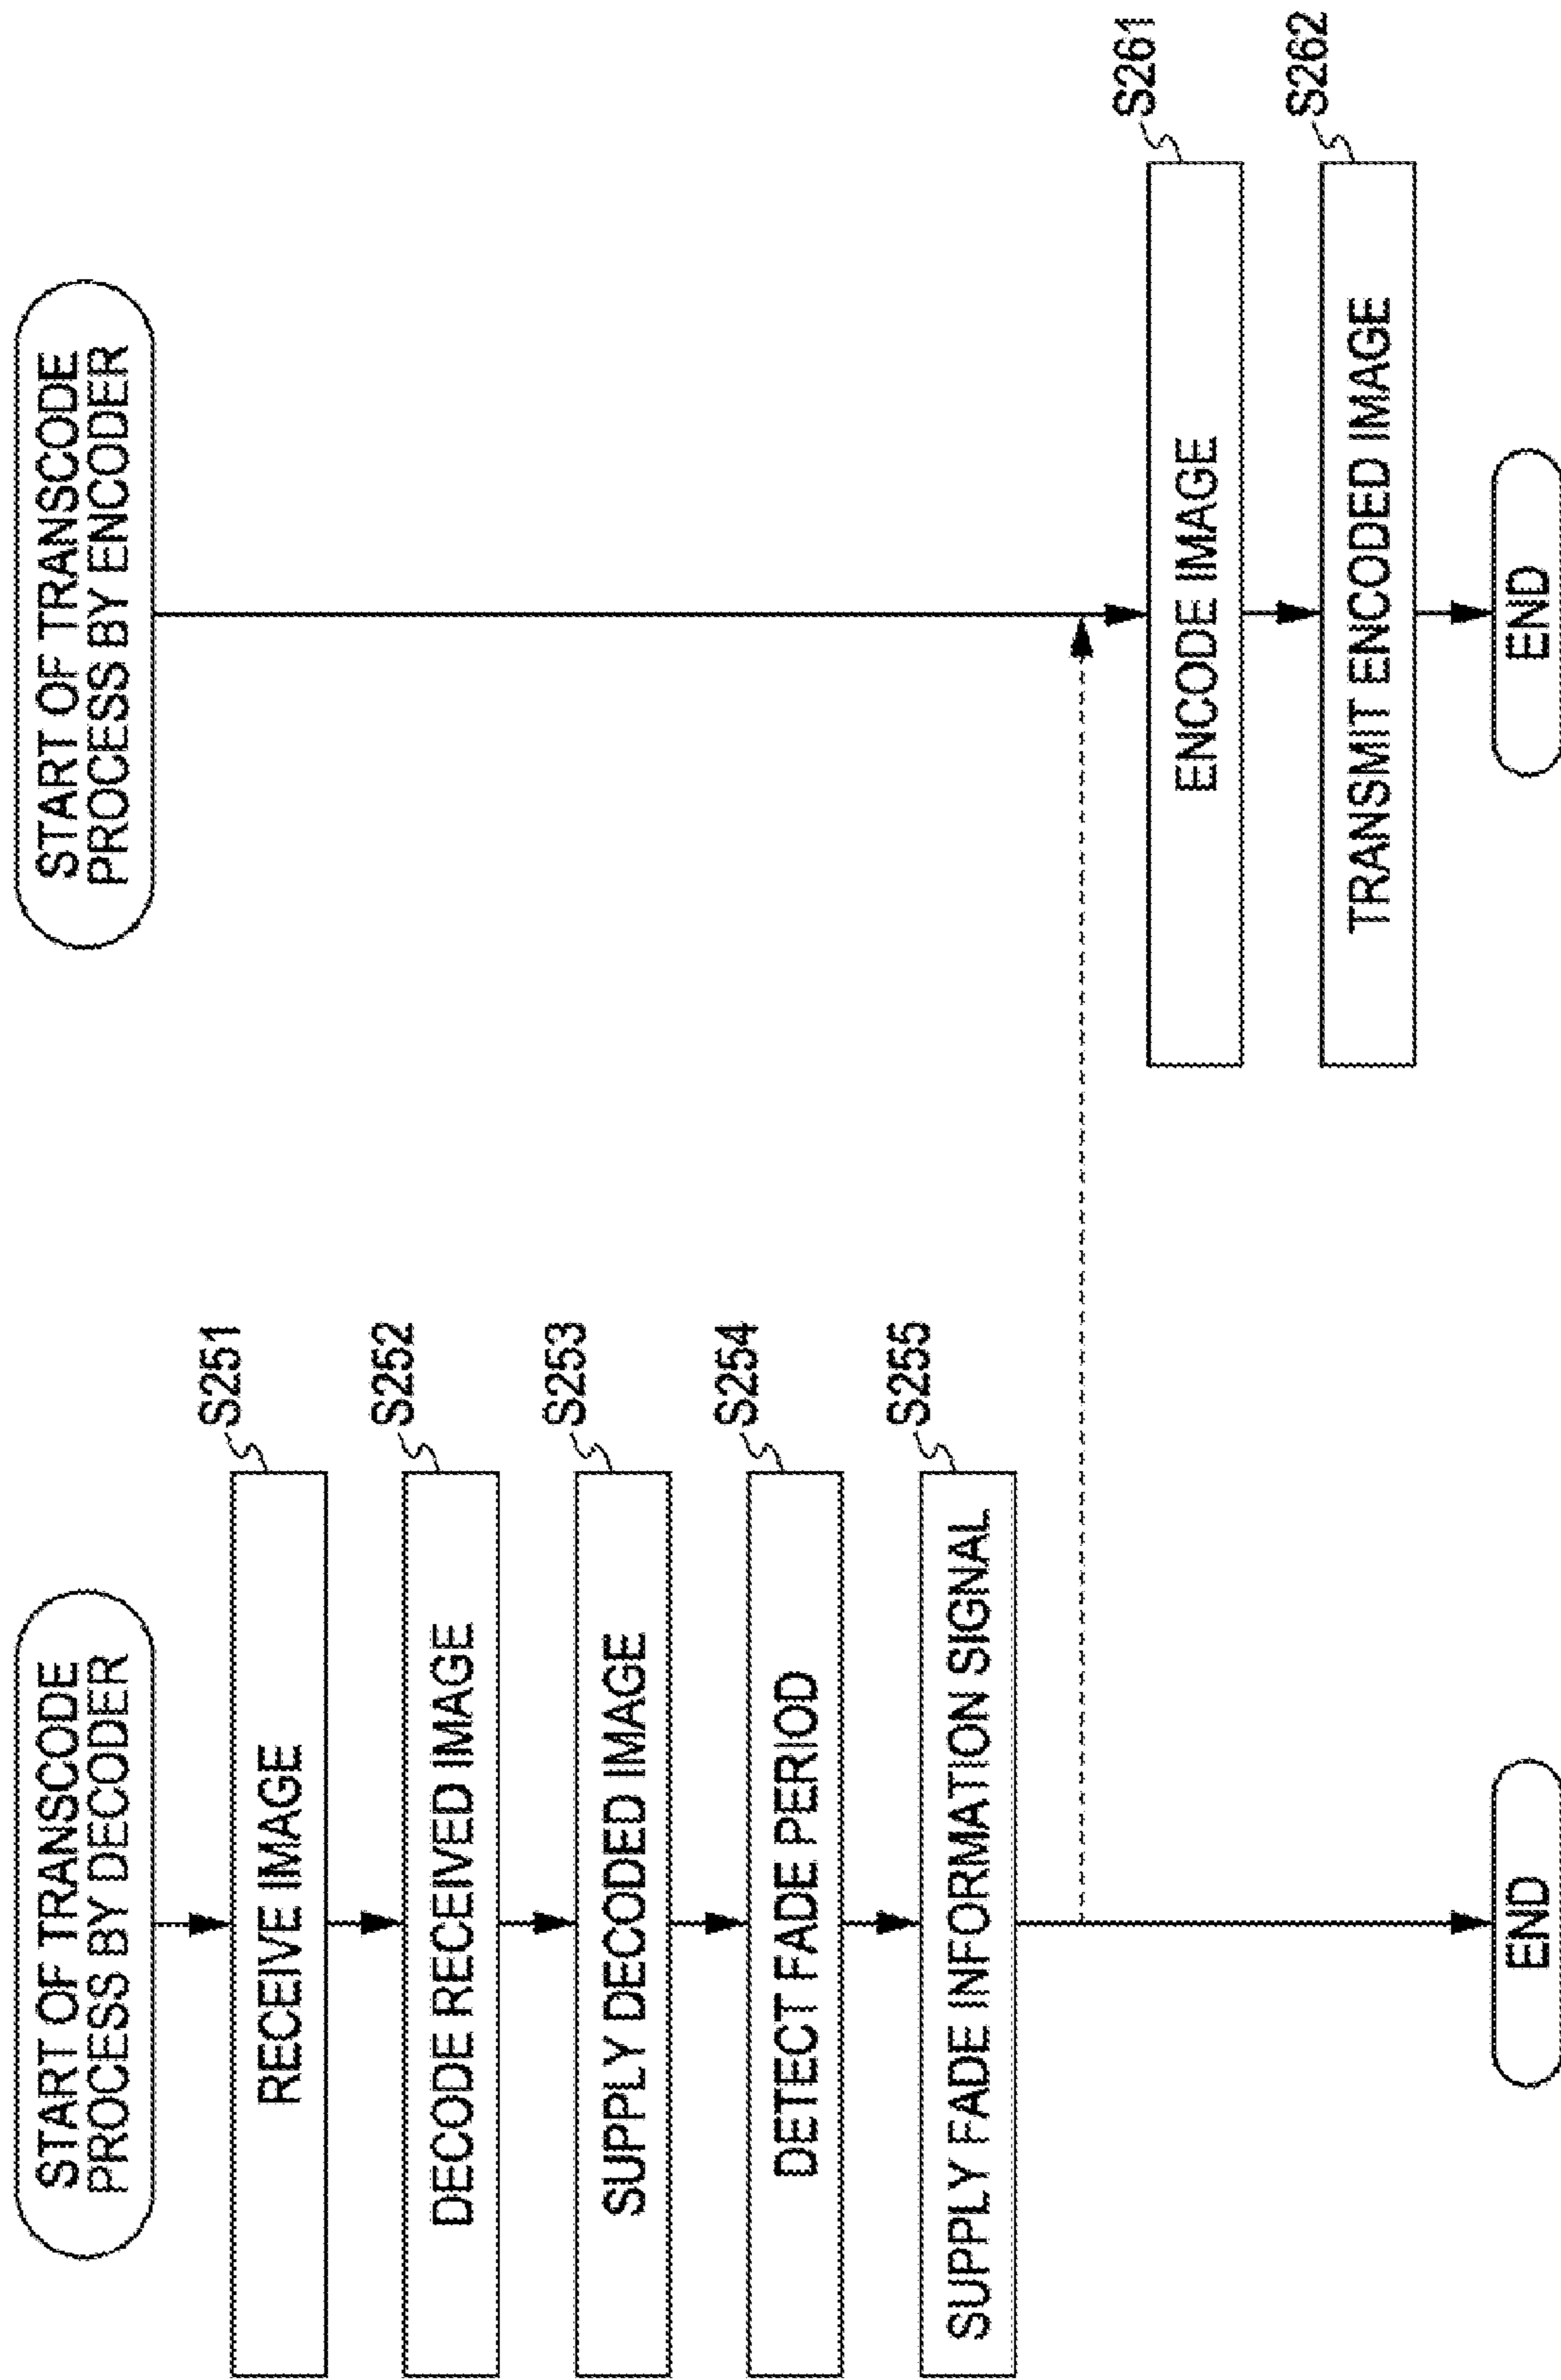 START OF TRANSCODE
PROCESS BY DECODER
S251
RECEIVE IMAGE
S252
DECODE RECEIVED IMAGE
S253
SUPPLY DECODED IMAGE
S254
DETECT FADE PERIOD
S255
SUPPLY FADE INFORMATION SIGNAL
END
START OF TRANSCODE
PROCESS BY ENCODER
S261
ENCODE IMAGE
S262
TRANSMIT ENCODED IMAGE
END